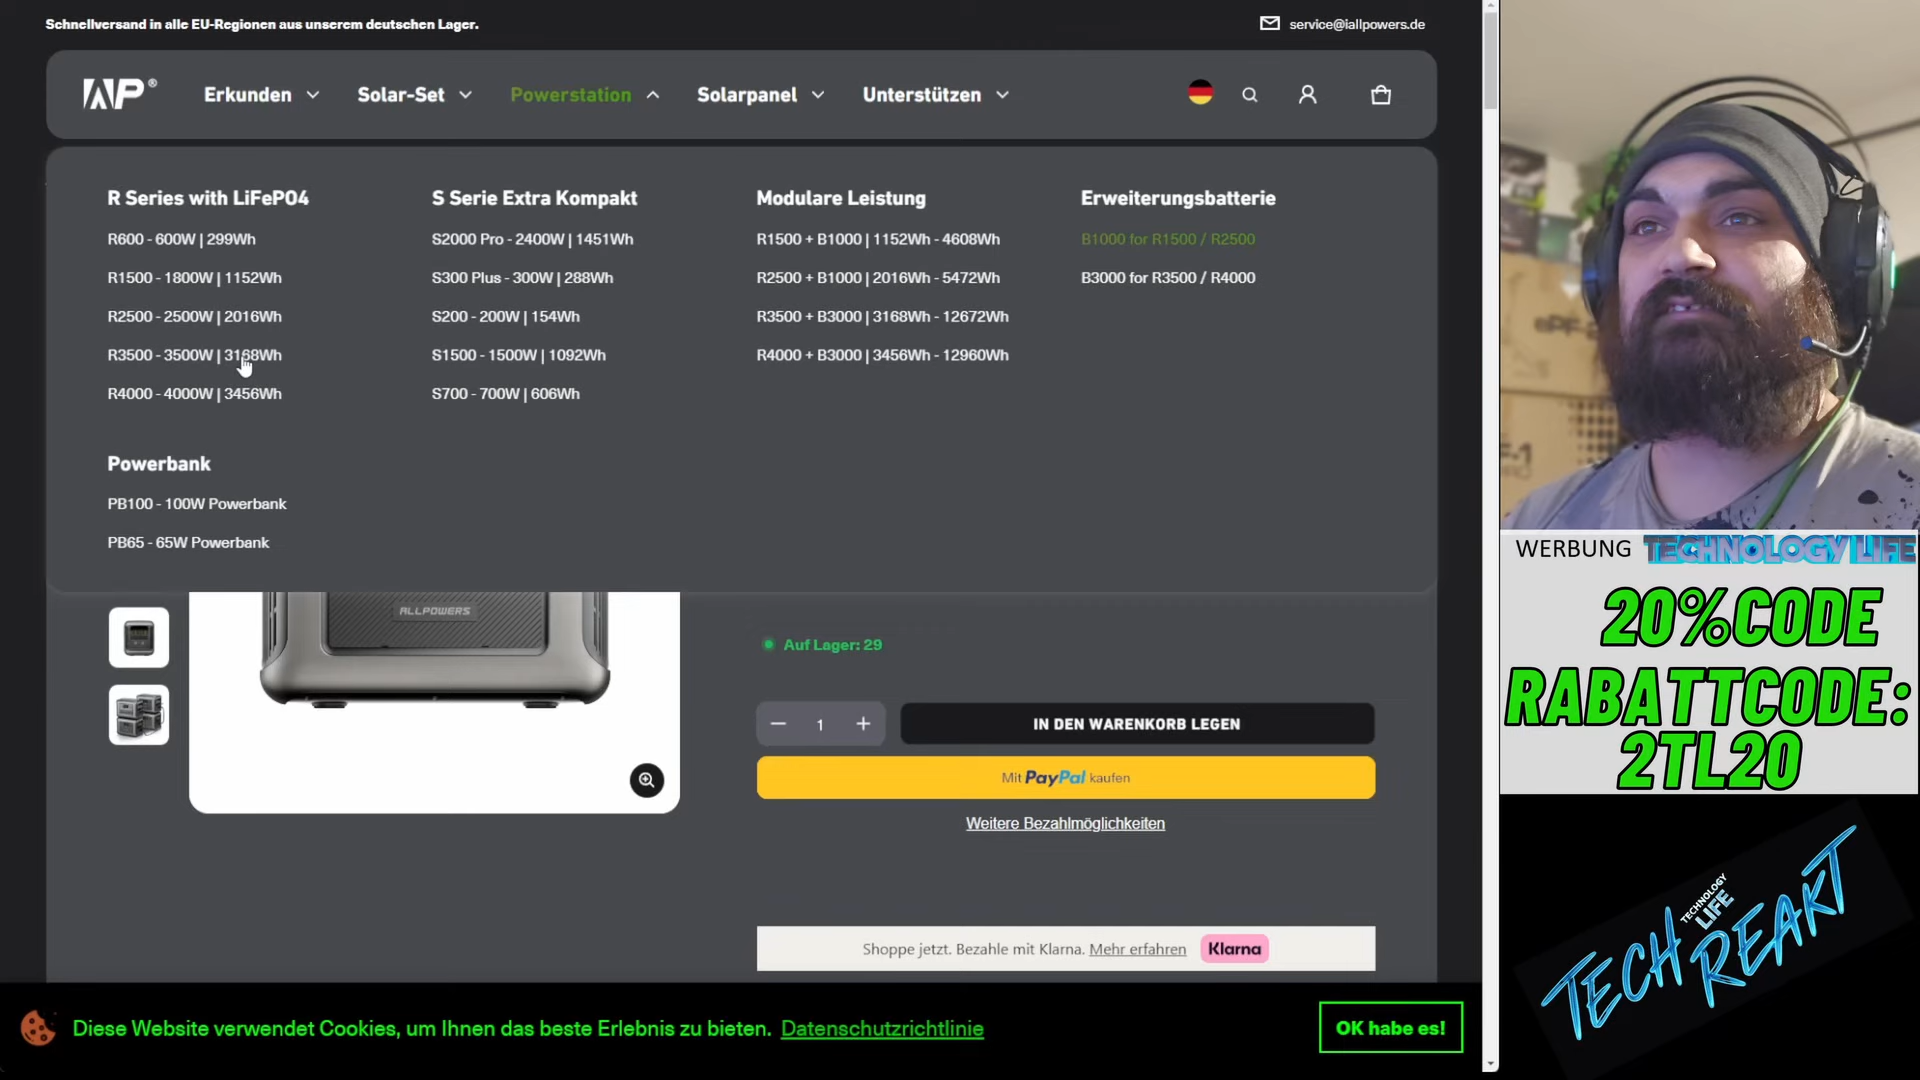 Schnellversand in alle EU-Regionen aus unserem deutschen Lager.
service@iallpowers.de
AP®
Erkunden
Solar-Set
Powerstation
Solarpanel
Unterstützen
R Series with LiFePO4
R600 - 600W | 299Wh
R1500 - 1800W | 1152Wh
R2500 - 2500W | 2016Wh
R3500 - 3500W | 3168Wh
R4000 - 4000W | 3456Wh
S Serie Extra Kompakt
S2000 Pro - 2400W | 1451Wh
S300 Plus - 300W | 288Wh
S200 - 200W | 154Wh
S1500 - 1500W | 1092Wh
S700 - 700W | 606Wh
Modulare Leistung
R1500 + B1000 | 1152Wh - 4608Wh
R2500 + B1000 | 2016Wh - 5472Wh
R3500 + B3000 | 3168Wh - 12672Wh
R4000 + B3000 | 3456Wh - 12960Wh
Erweiterungsbatterie
B1000 for R1500 / R2500
B3000 for R3500 / R4000
Powerbank
PB100 - 100W Powerbank
PB65 - 65W Powerbank
ALLPOWERS
Auf Lager: 29
1
IN DEN WARENKORB LEGEN
Mit PayPal kaufen
Weitere Bezahlmöglichkeiten
Shoppe jetzt. Bezahle mit Klarna. Mehr erfahren Klarna
Diese Website verwendet Cookies, um Ihnen das beste Erlebnis zu bieten. Datenschutzrichtlinie
OK habe es!
WERBUNG TECHNOLOGY LIFE
20%CODE
RABATTCODE:
2TL20
TECHNOLOGY
LIFE
TECH
REAKT